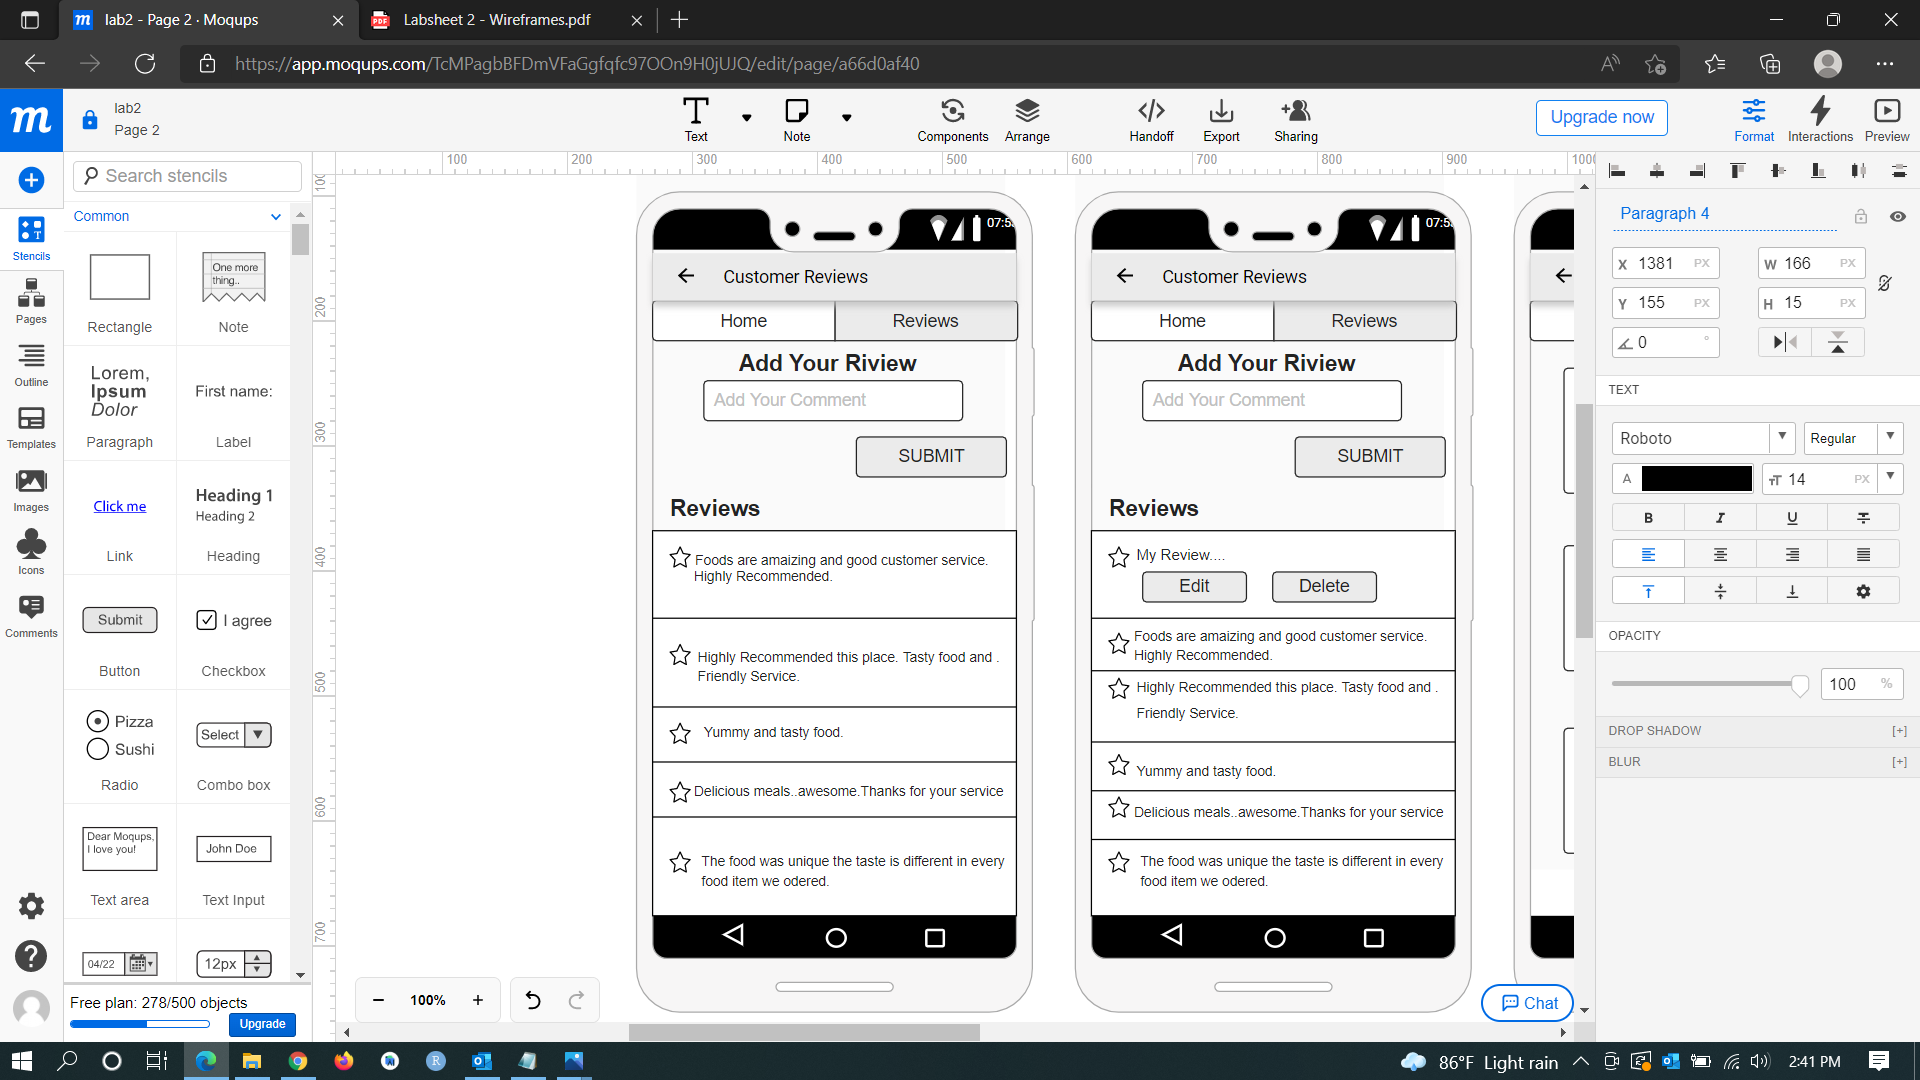 lab2 - Page 2 · Moqups
Labsheet 2 - Wireframes.pdf
https://app.moqups.com/TcMPagbBFDmVFaGgfqfc97OOn9H0jUJQ/edit/page/a66d0af40
m
lab2
Page 2
Text
Note
Components
Arrange
Handoff
Export
Sharing
Upgrade now
Format
Interactions
Preview
Stencils
Pages
Outline
Templates
Images
Icons
Comments
Search stencils
Common
Rectangle
One more
thing..
Note
Lorem,
Ipsum
Dolor
Paragraph
First name:
Label
Click me
Link
Heading 1
Heading 2
Heading
Submit
Button
I agree
Checkbox
Pizza
Sushi
Radio
Select
Combo box
Dear Moqups,
I love you!
Text area
John Doe
Text Input
04/22
12px
Free plan: 278/500 objects
Upgrade
100 200 300 400 500 600 700 800 900 1000
100
200
300
400
500
600
700
07:5
Customer Reviews
Home Reviews
Add Your Riview
Add Your Comment
SUBMIT
Reviews
Foods are amaizing and good customer service.
Highly Recommended.
Highly Recommended this place. Tasty food and .
Friendly Service.
Yummy and tasty food.
Delicious meals..awesome.Thanks for your service
The food was unique the taste is different in every
food item we odered.
07:5
Customer Reviews
Home Reviews
Add Your Riview
Add Your Comment
SUBMIT
Reviews
My Review....
Edit Delete
Foods are amaizing and good customer service.
Highly Recommended.
Highly Recommended this place. Tasty food and .
Friendly Service.
Yummy and tasty food.
Delicious meals..awesome.Thanks for your service
The food was unique the taste is different in every
food item we odered.
100%
Chat
Paragraph 4
X 1381 PX W 166 PX
Y 155 PX H 15 PX
0 °
TEXT
Roboto Regular
A 14 PX
B I U
OPACITY
100 %
DROP SHADOW [+]
BLUR [+]
86°F Light rain
2:41 PM